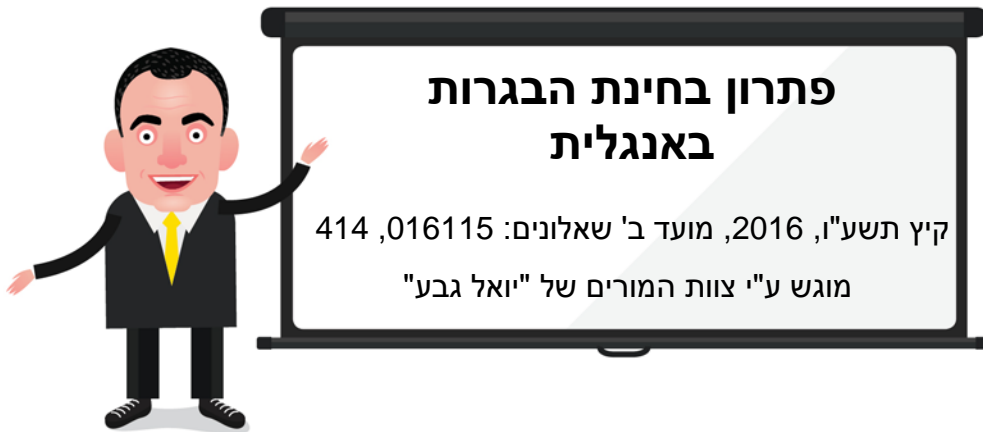 פתרון בחינת הבגרות
באנגלית
קיץ תשע"ו, 2016, מועד ב' שאלונים: 016115, 414
מוגש ע"י צוות המורים של "יואל גבע"